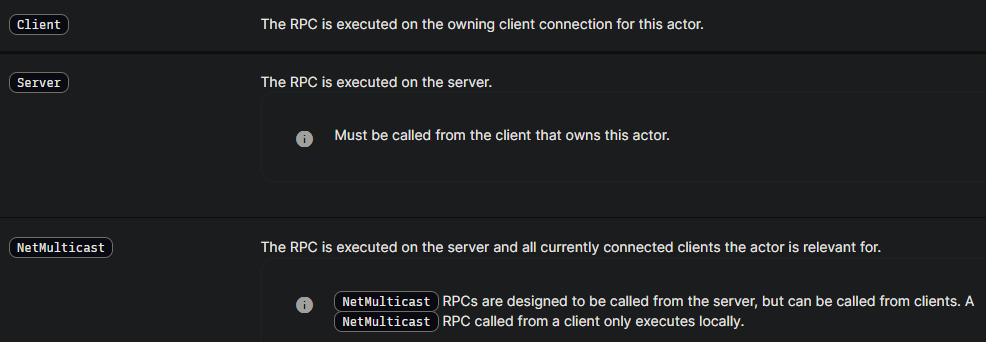 Client The RPC is executed on the owning client connection for this actor.
Server The RPC is executed on the server.
Must be called from the client that owns this actor.
NetMulticast The RPC is executed on the server and all currently connected clients the actor is relevant for.
NetMulticast RPCs are designed to be called from the server, but can be called from clients. A
NetMulticast RPC called from a client only executes locally.